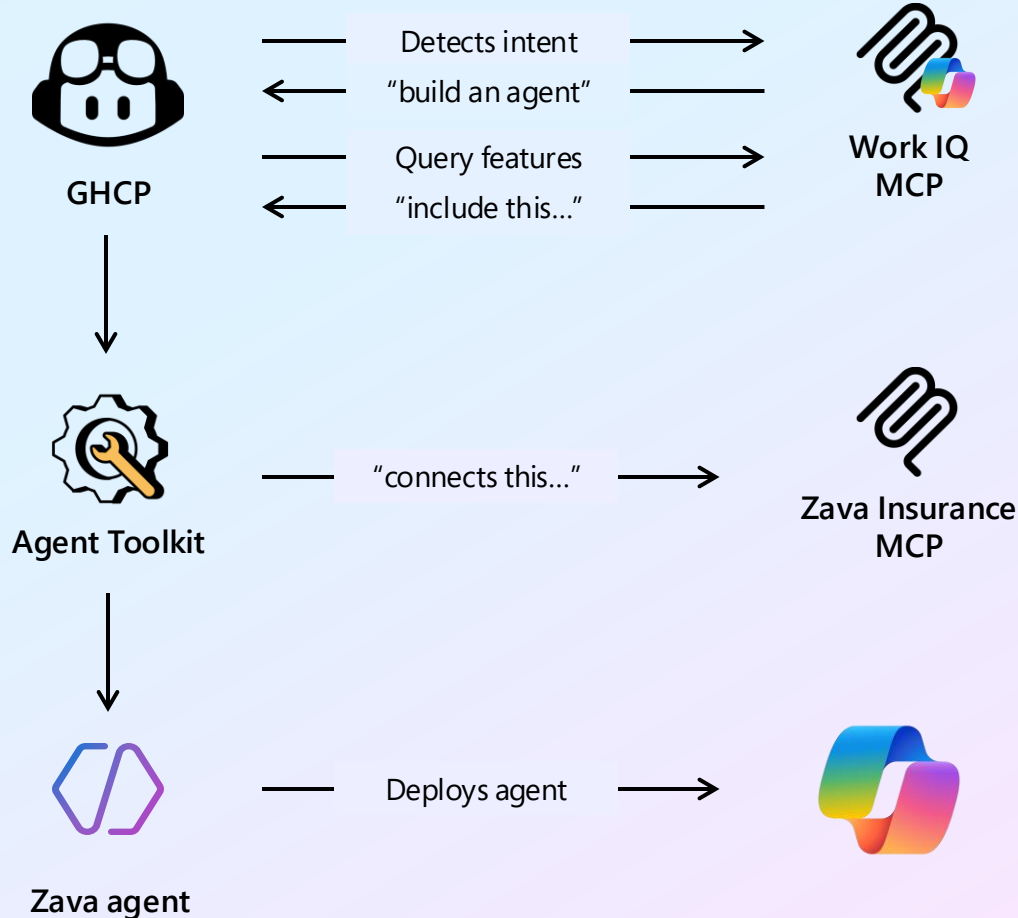 Detects intent
“build an agent”
Query features
“include this...”
GHCP
Work IQ
MCP
“connects this...”
Agent Toolkit
Zava Insurance
MCP
Deploys agent
Zava agent